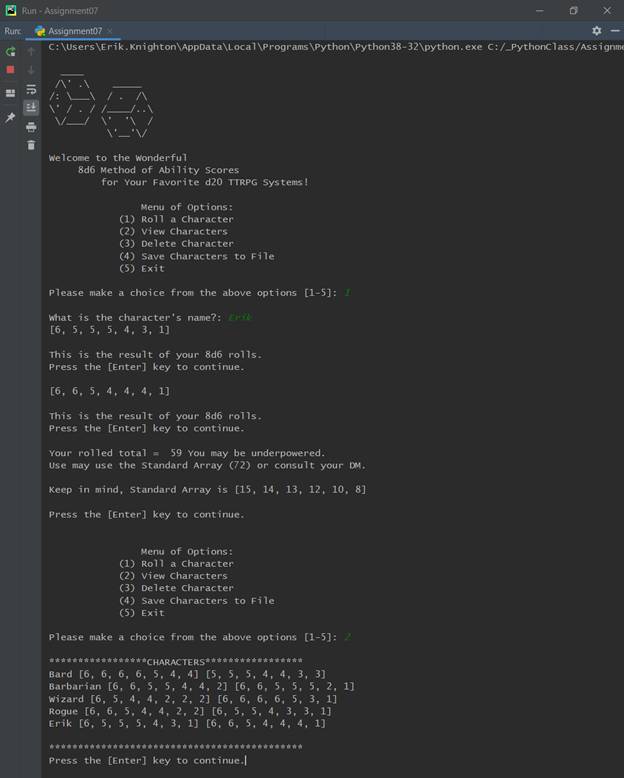 Run - Assignment07
Run: Assignment07
C:\Users\Erik.Knighton\AppData\Local\Programs\Python\Python38-32\python.exe C:/_PythonClass/Assignme
Welcome to the Wonderful
8d6 Method of Ability Scores
for Your Favorite d20 TTRPG Systems!
Menu of Options:
(1) Roll a Character
(2) View Characters
(3) Delete Character
(4) Save Characters to File
(5) Exit
Please make a choice from the above options [1-5]: 1
What is the character's name?: Erik
[6, 5, 5, 5, 4, 3, 1]
This is the result of your 8d6 rolls.
Press the [Enter] key to continue.
[6, 6, 5, 4, 4, 4, 1]
This is the result of your 8d6 rolls.
Press the [Enter] key to continue.
Your rolled total =  59 You may be underpowered.
Use may use the Standard Array (72) or consult your DM.
Keep in mind, Standard Array is [15, 14, 13, 12, 10, 8]
Press the [Enter] key to continue.
Menu of Options:
(1) Roll a Character
(2) View Characters
(3) Delete Character
(4) Save Characters to File
(5) Exit
Please make a choice from the above options [1-5]: 2
*****************CHARACTERS*****************
Bard [6, 6, 6, 6, 5, 4, 4] [5, 5, 5, 4, 4, 3, 3]
Barbarian [6, 6, 5, 5, 4, 4, 2] [6, 6, 5, 5, 5, 2, 1]
Wizard [6, 5, 4, 4, 2, 2, 2] [6, 6, 6, 6, 5, 3, 1]
Rogue [6, 6, 5, 4, 4, 2, 2] [6, 5, 5, 4, 3, 3, 1]
Erik [6, 5, 5, 5, 4, 3, 1] [6, 6, 5, 4, 4, 4, 1]
********************************************
Press the [Enter] key to continue.